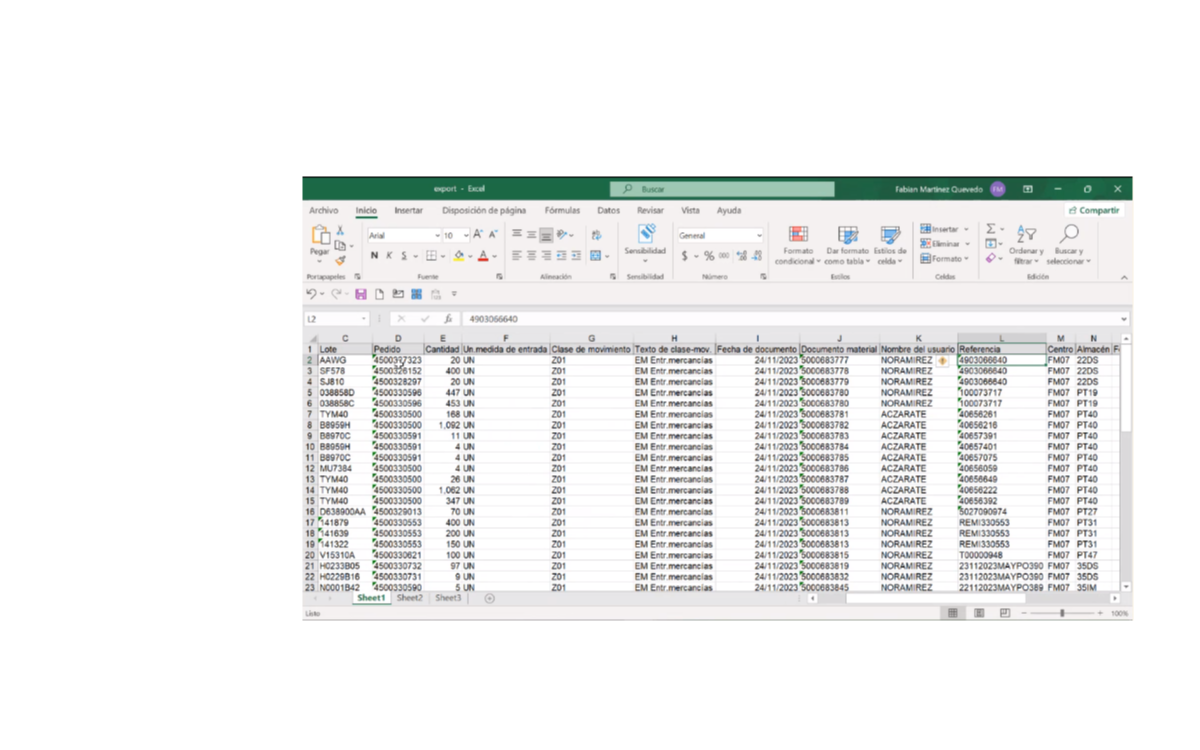 export - Excel
Buscar
Fabian Martinez Quevedo FM
Archivo Inicio Insertar Disposición de página Fórmulas Datos Revisar Vista Ayuda Compartir
Pegar
Arial 10
N K S
General
$ % 000
Sensibilidad
Formato condicional
Dar formato como tabla
Estilos de celda
Insertar
Eliminar
Formato
Ordenar y filtrar
Buscar y seleccionar
Portapapeles Fuente Alineación Sensibilidad Número Estilos Celdas Edición
L2 fx 4903066640
C D E F G H I J K L M N
1 Lote Pedido Cantidad Un.medida de entrada Clase de movimiento Texto de clase-mov. Fecha de documento Documento material Nombre del usuario Referencia Centro Almacén
2 AAWG 20 UN Z01 EM Entr.mercancías 24/11/2023 5000683777 NORAMIREZ 4903066640 FM07 22DS
3 SF578 4500328152 400 UN Z01 EM Entr.mercancías 24/11/2023 5000683778 NORAMIREZ 4903066640 FM07 22DS
4 SJ810 4500328297 20 UN Z01 EM Entr.mercancías 24/11/2023 5000683779 NORAMIREZ 4903066640 FM07 22DS
5 038858D 4500330596 447 UN Z01 EM Entr.mercancías 24/11/2023 5000683780 NORAMIREZ 100073717 FM07 PT19
6 038858C 4500330596 453 UN Z01 EM Entr.mercancías 24/11/2023 5000683780 NORAMIREZ 100073717 FM07 PT19
7 TYM40 4500330500 168 UN Z01 EM Entr.mercancías 24/11/2023 5000683781 ACZARATE 40656261 FM07 PT40
8 B8959H 4500330500 1,092 UN Z01 EM Entr.mercancías 24/11/2023 5000683782 ACZARATE 40656216 FM07 PT40
9 B8970C 4500330591 11 UN Z01 EM Entr.mercancías 24/11/2023 5000683783 ACZARATE 40657391 FM07 PT40
10 B8959H 4500330591 4 UN Z01 EM Entr.mercancías 24/11/2023 5000683784 ACZARATE 40657401 FM07 PT40
11 B8970C 4500330591 4 UN Z01 EM Entr.mercancías 24/11/2023 5000683785 ACZARATE 40657075 FM07 PT40
12 MU7384 4500330500 4 UN Z01 EM Entr.mercancías 24/11/2023 5000683786 ACZARATE 40656059 FM07 PT40
13 TYM40 4500330500 26 UN Z01 EM Entr.mercancías 24/11/2023 5000683787 ACZARATE 40656649 FM07 PT40
14 TYM40 4500330500 1,062 UN Z01 EM Entr.mercancías 24/11/2023 5000683788 ACZARATE 40656222 FM07 PT40
15 TYM40 4500330500 347 UN Z01 EM Entr.mercancías 24/11/2023 5000683789 ACZARATE 40656392 FM07 PT40
16 D638900AA 4500329013 70 UN Z01 EM Entr.mercancías 24/11/2023 5000683811 NORAMIREZ 5027090974 FM07 PT27
17 141879 4500330553 400 UN Z01 EM Entr.mercancías 24/11/2023 5000683813 NORAMIREZ REMI330553 FM07 PT31
18 141639 4500330553 200 UN Z01 EM Entr.mercancías 24/11/2023 5000683813 NORAMIREZ REMI330553 FM07 PT31
19 141322 4500330553 150 UN Z01 EM Entr.mercancías 24/11/2023 5000683813 NORAMIREZ REMI330553 FM07 PT31
20 V15310A 4500330621 100 UN Z01 EM Entr.mercancías 24/11/2023 5000683815 NORAMIREZ T00000948 FM07 PT47
21 H0233B05 4500330732 97 UN Z01 EM Entr.mercancías 24/11/2023 5000683819 NORAMIREZ 23112023MAYPO390 FM07 35DS
22 H0229B16 4500330731 9 UN Z01 EM Entr.mercancías 24/11/2023 5000683832 NORAMIREZ 23112023MAYPO390 FM07 35DS
23 N0001B42 4500330590 5 UN Z01 EM Entr.mercancías 24/11/2023 5000683845 NORAMIREZ 22112023MAYPO389 FM07 35IM
Sheet1 Sheet2 Sheet3
Listo 100%